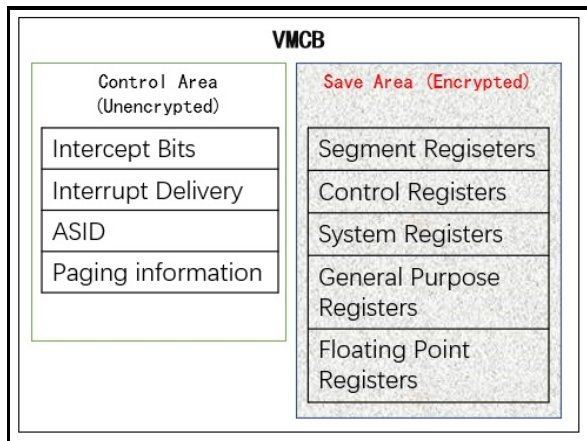 VMCB
Control Area
(Unencrypted)
Intercept Bits
Interrupt Delivery
ASID
Paging information
Save Area (Encrypted)
Segment Regiseters
Control Registers
System Registers
General Purpose
Registers
Floating Point
Registers